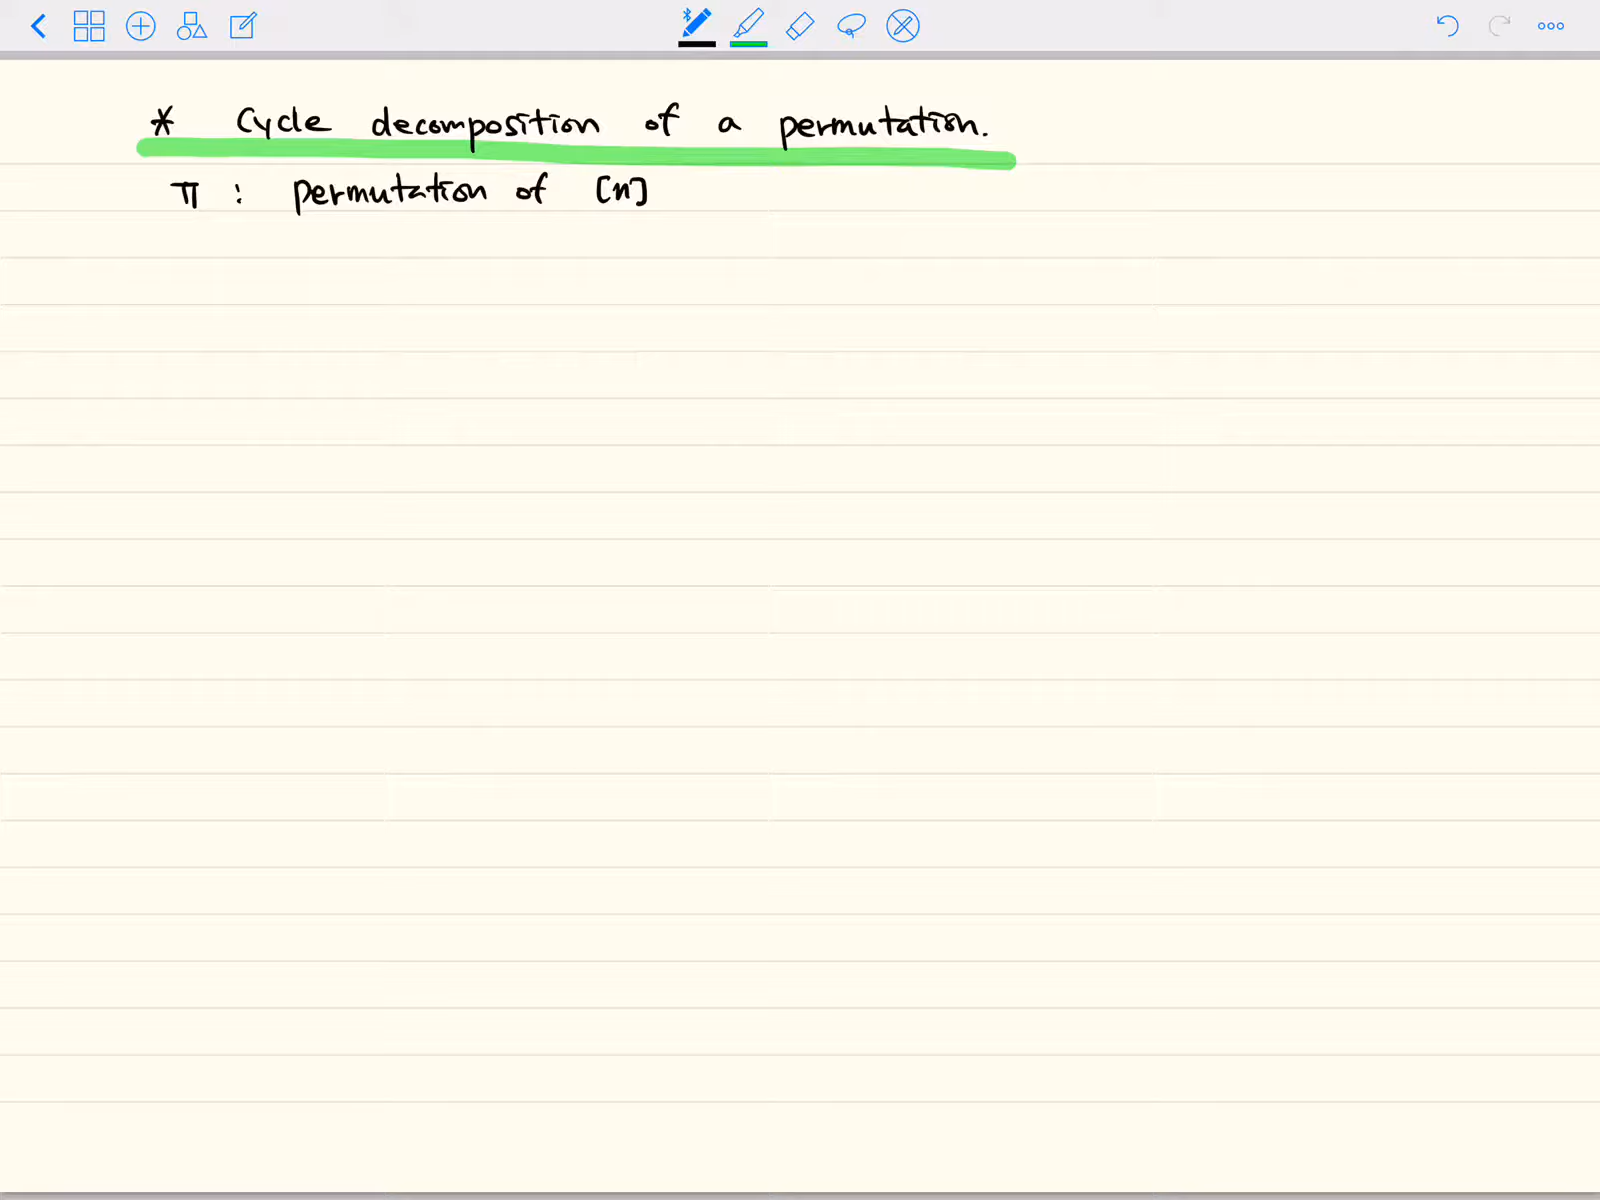 * Cycle decomposition of a permutation.
π : permutation of [n]